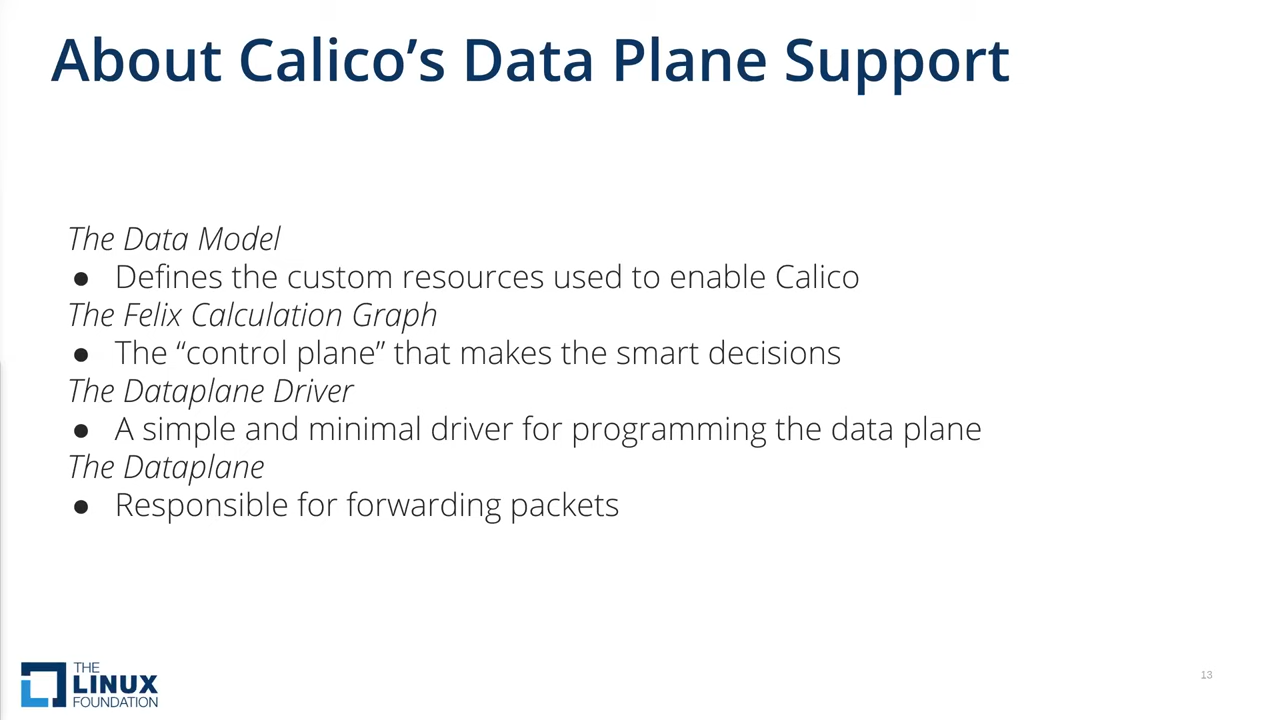 About Calico’s Data Plane Support
The Data Model
● Defines the custom resources used to enable Calico
The Felix Calculation Graph
● The “control plane” that makes the smart decisions
The Dataplane Driver
● A simple and minimal driver for programming the data plane
The Dataplane
● Responsible for forwarding packets
THE
LINUX
FOUNDATION
13